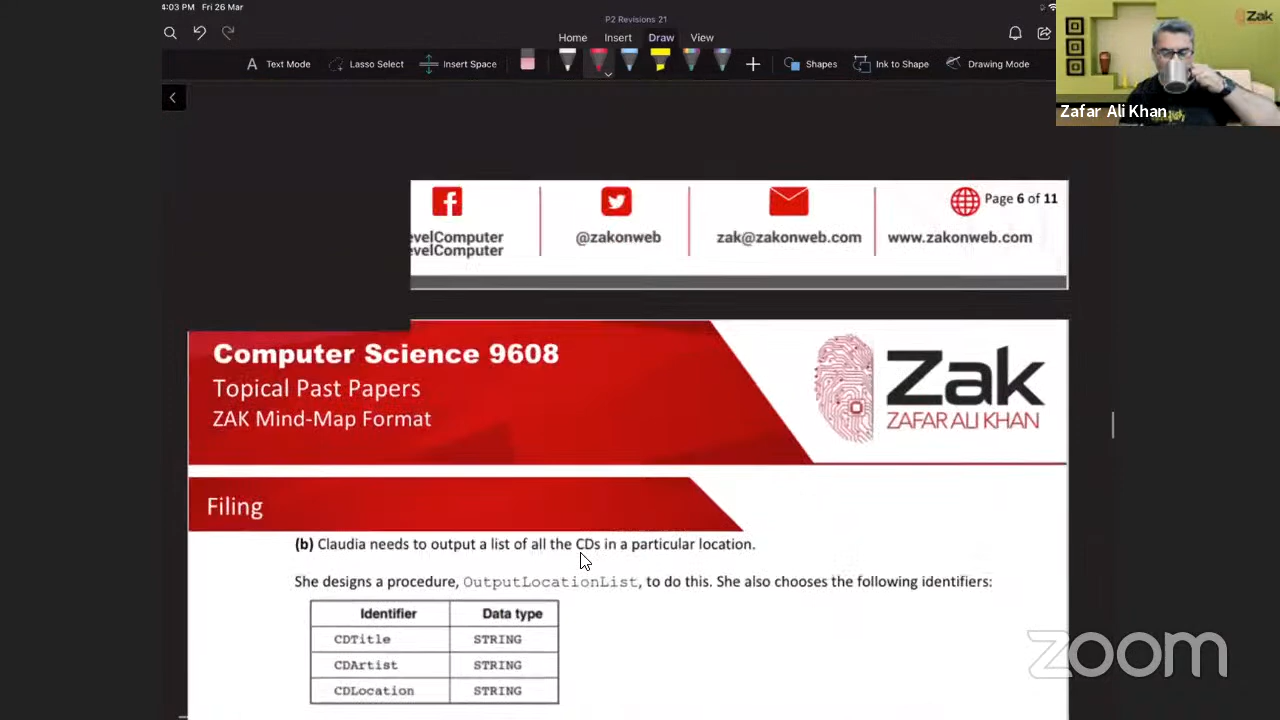 4:03 PM Fri 26 Mar
P2 Revisions 21
Home Insert Draw View
Text Mode Lasso Select Insert Space Shapes Ink to Shape Drawing Mode
Zak
Zafar Ali Khan
Page 6 of 11
evelComputer
evelComputer
@zakonweb
zak@zakonweb.com
www.zakonweb.com
Computer Science 9608
Topical Past Papers
ZAK Mind-Map Format
Zak
ZAFAR ALI KHAN
Filing
(b) Claudia needs to output a list of all the CDs in a particular location.
She designs a procedure, OutputLocationList, to do this. She also chooses the following identifiers:
Identifier Data type
CDTitle STRING
CDArtist STRING
CDLocation STRING
zoom